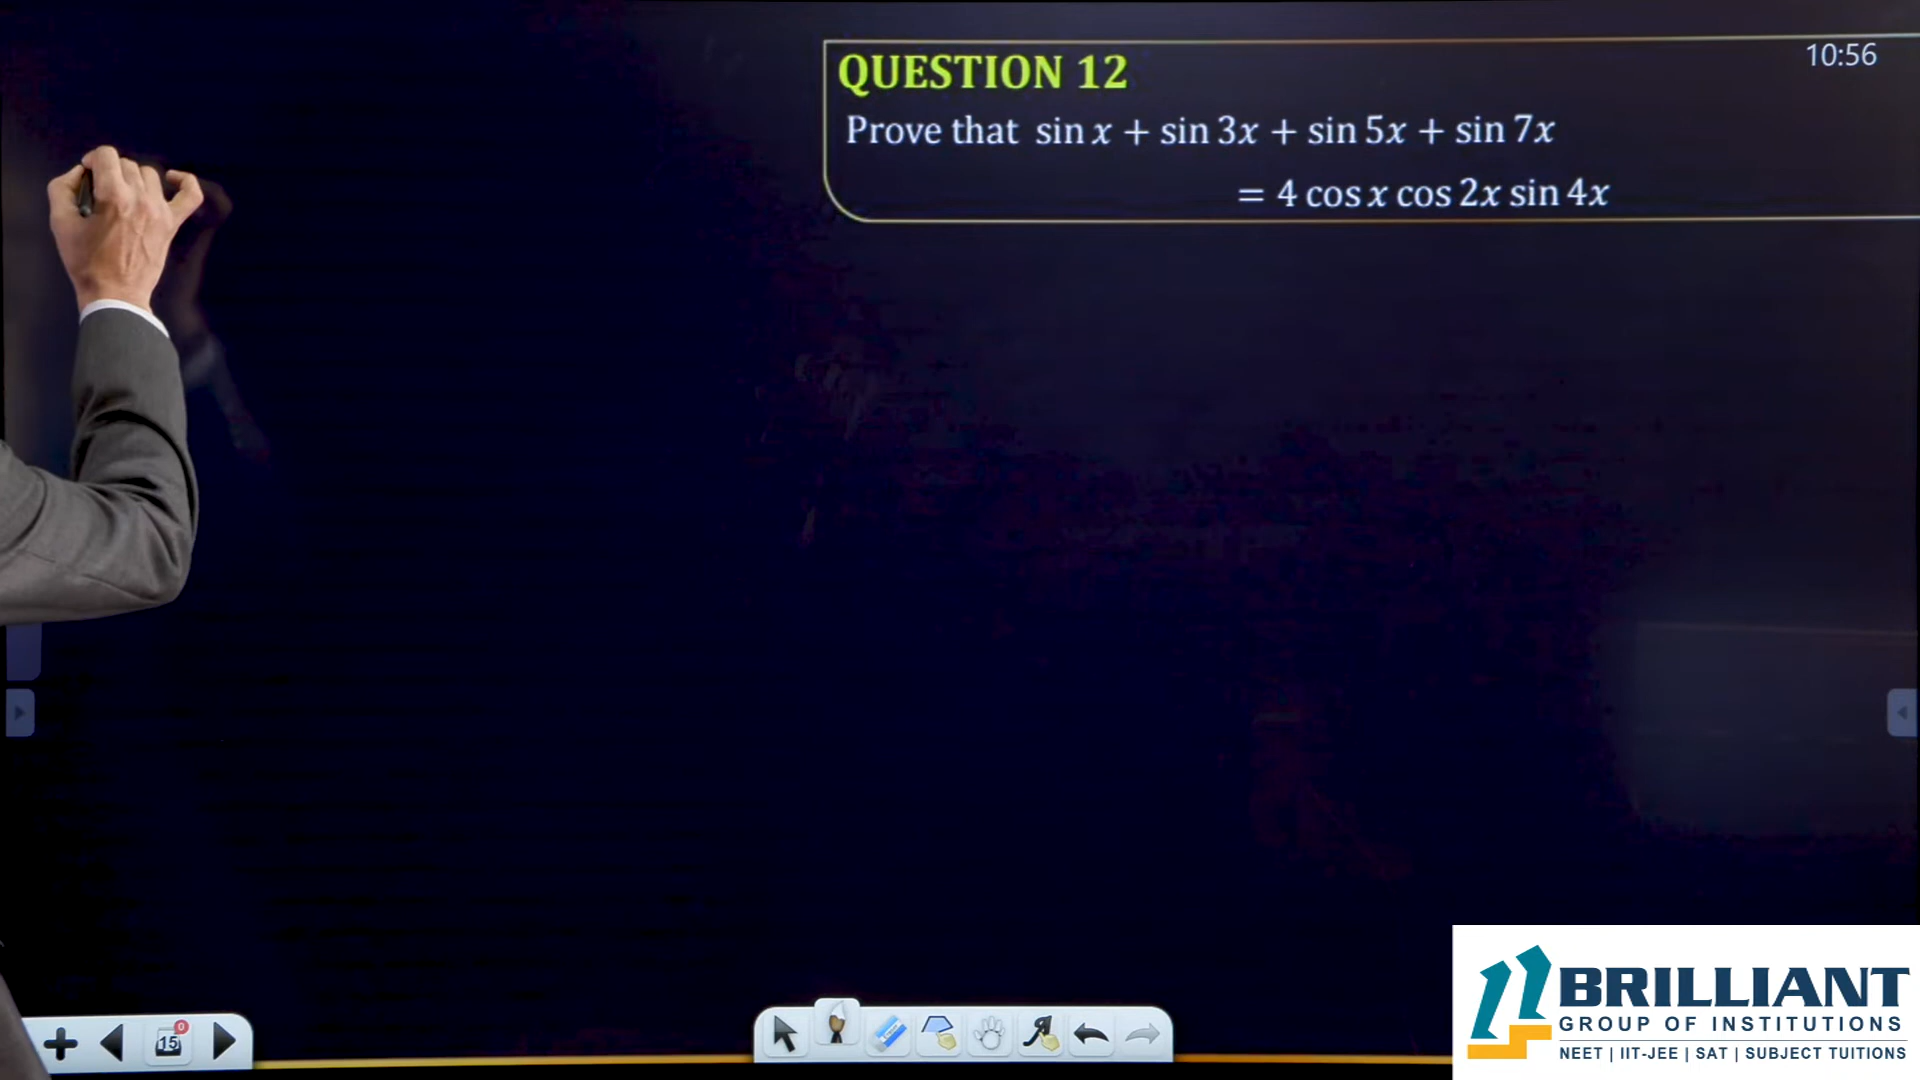 10:56
QUESTION 12
Prove that sin x + sin 3x + sin 5x + sin 7x
= 4 cos x cos 2x sin 4x
0
15
BRILLIANT
GROUP OF INSTITUTIONS
NEET | IIT-JEE | SAT | SUBJECT TUITIONS